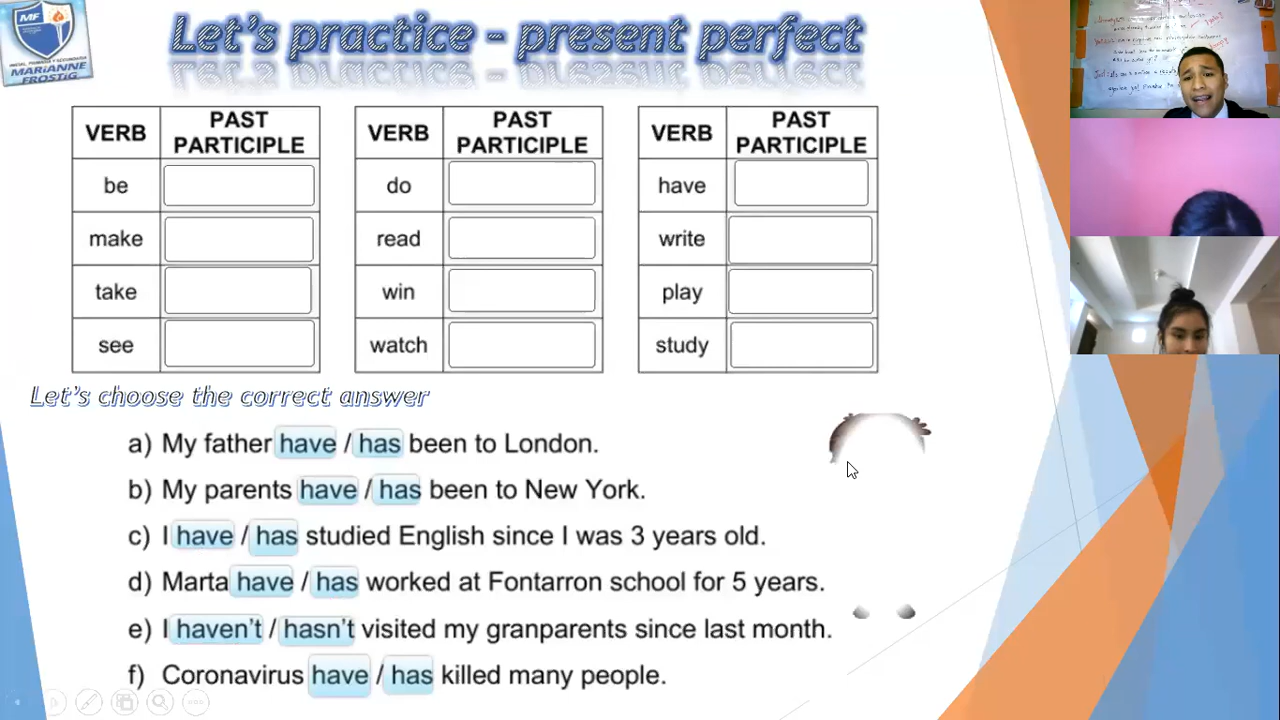 MF
INICIAL, PRIMARIA Y SECUNDARIA
MARIANNE
FROSTIG
Let's practice - present perfect
VERB PAST PARTICIPLE
be
make
take
see
VERB PAST PARTICIPLE
do
read
win
watch
VERB PAST PARTICIPLE
have
write
play
study
Let's choose the correct answer
a) My father have / has been to London.
b) My parents have / has been to New York.
c) I have / has studied English since I was 3 years old.
d) Marta have / has worked at Fontarron school for 5 years.
e) I haven't / hasn't visited my granparents since last month.
f) Coronavirus have / has killed many people.